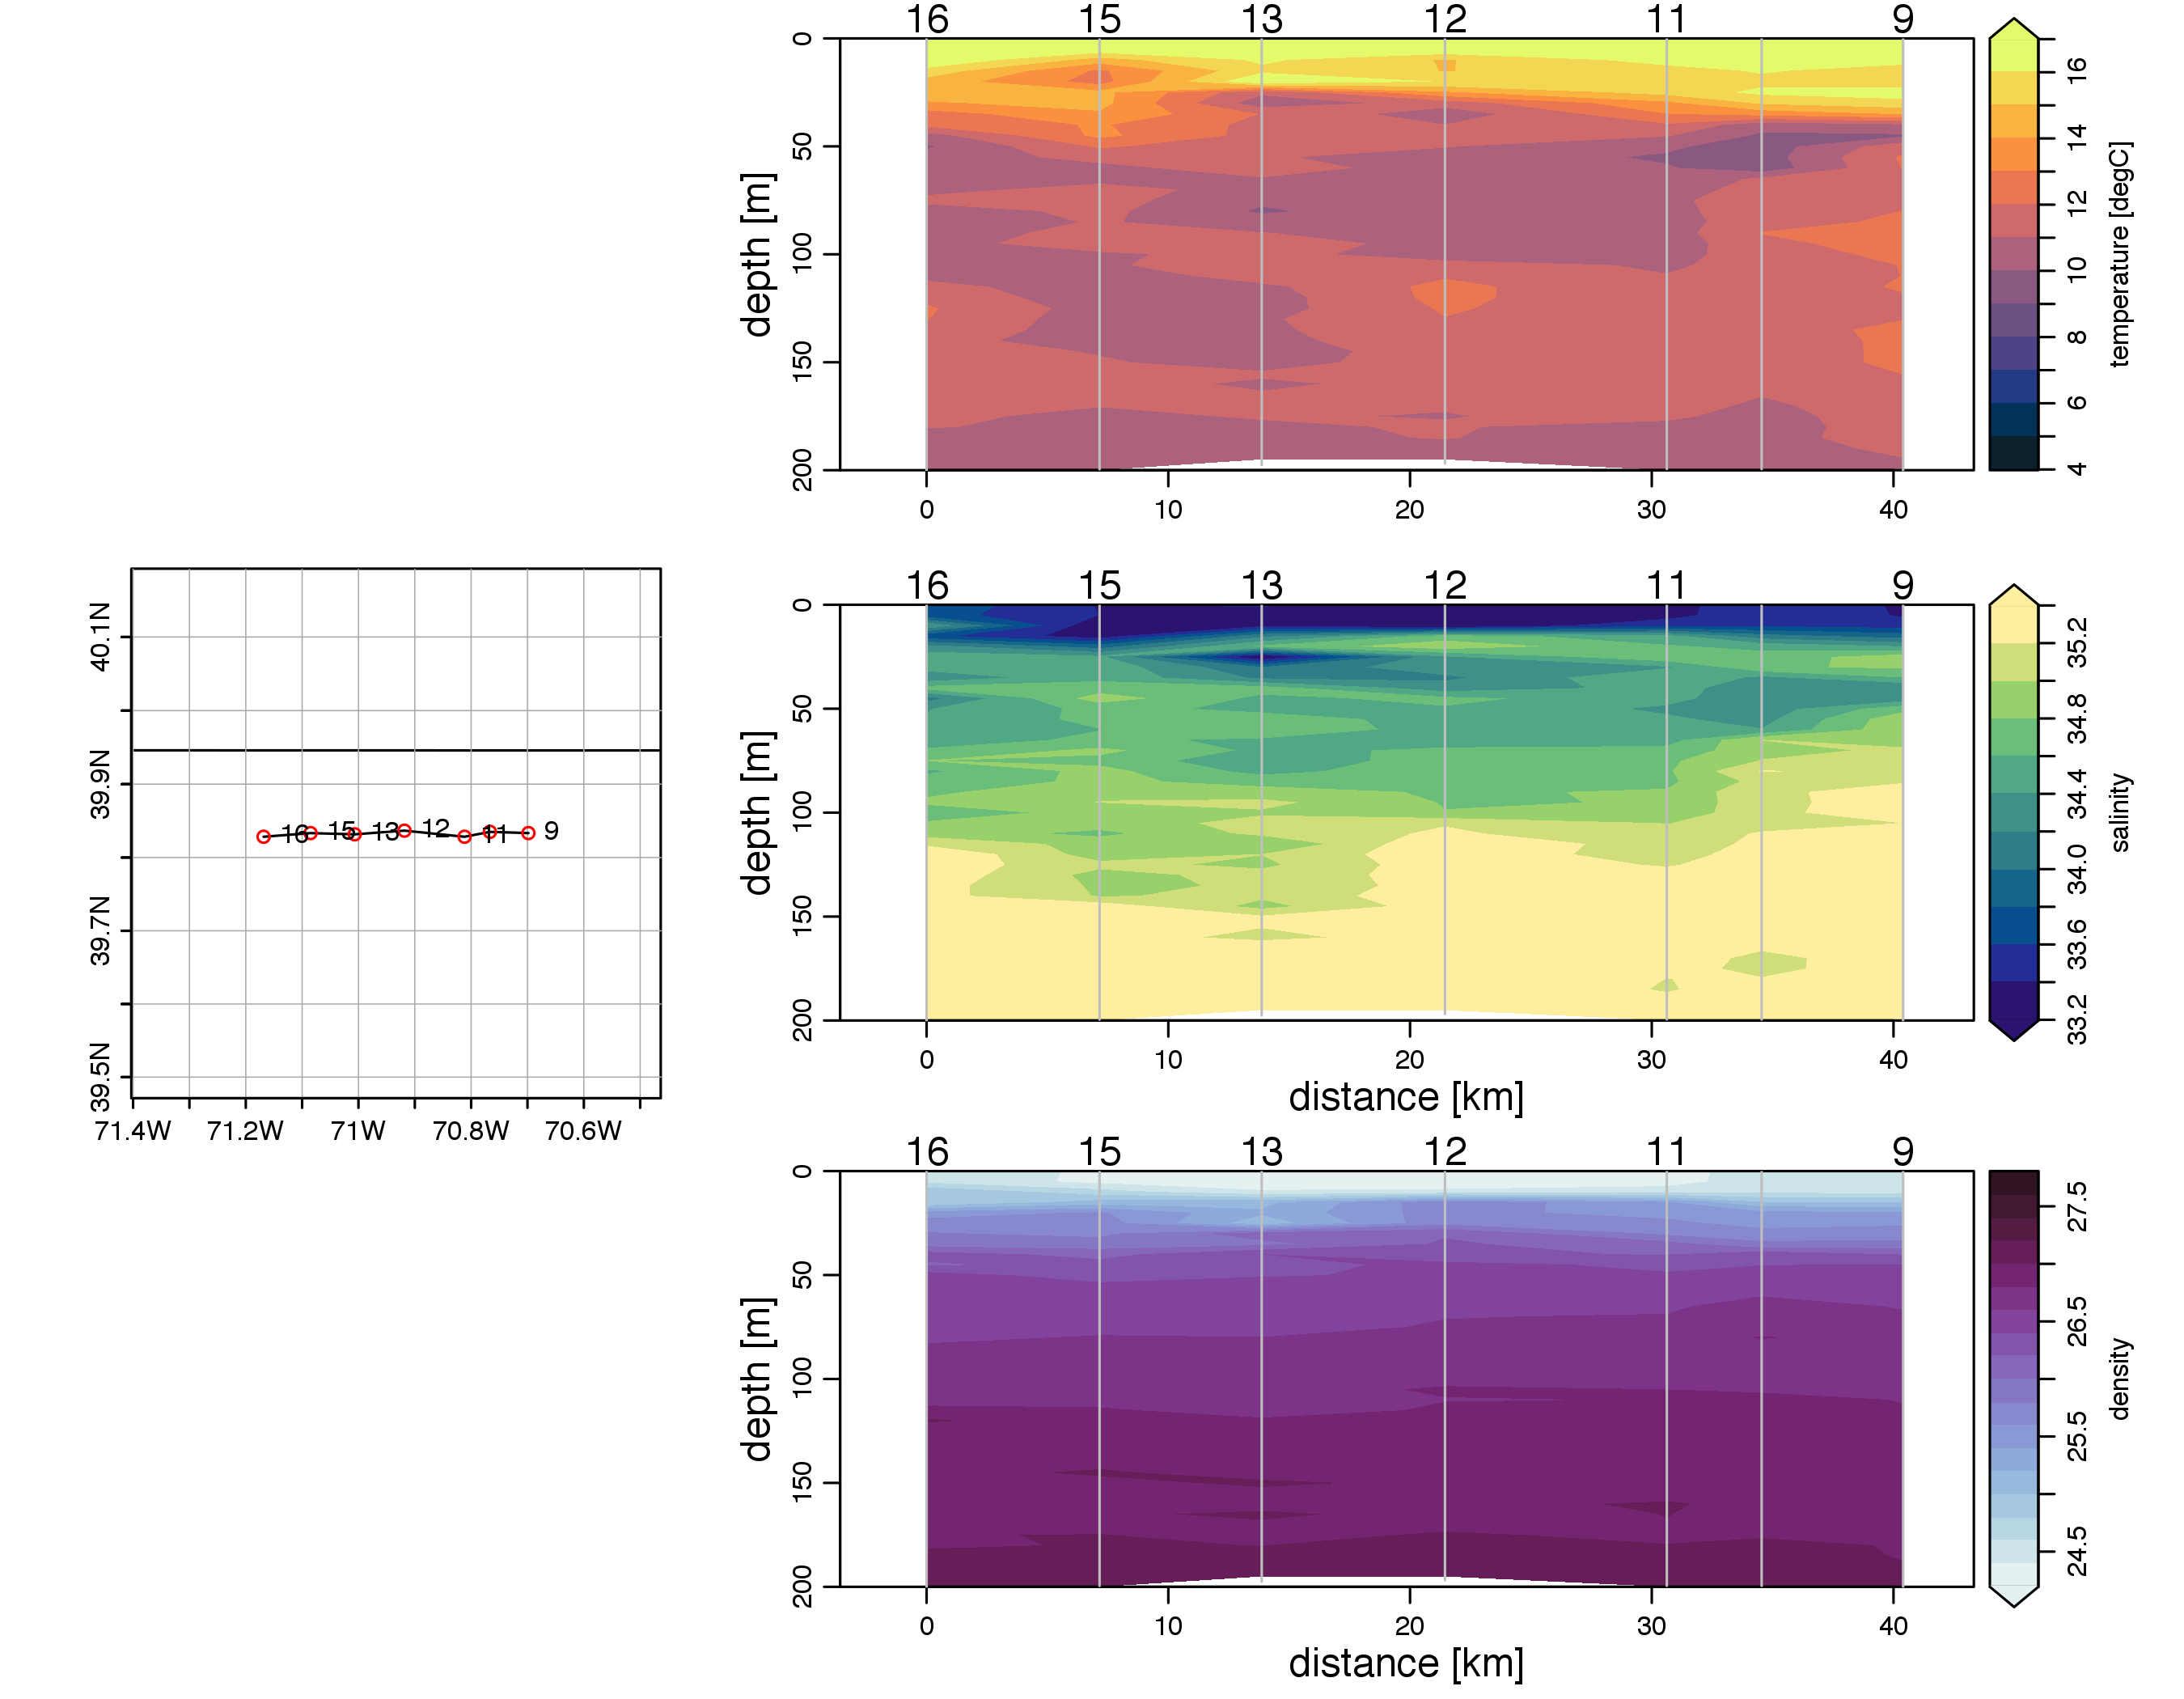 16 15 13 12 11 9
0
50
100
150
200
depth [m]
0 10 20 30 40
16
14
12
10
8
6
4
temperature [degC]
40.1N
39.9N
39.7N
39.5N
71.4W 71.2W 71W 70.8W 70.6W
16 15 13 12 11 9
16 15 13 12 11 9
0
50
100
150
200
depth [m]
0 10 20 30 40
distance [km]
35.2
34.8
34.4
34.0
33.6
33.2
salinity
16 15 13 12 11 9
0
50
100
150
200
depth [m]
0 10 20 30 40
distance [km]
27.5
26.5
25.5
24.5
density